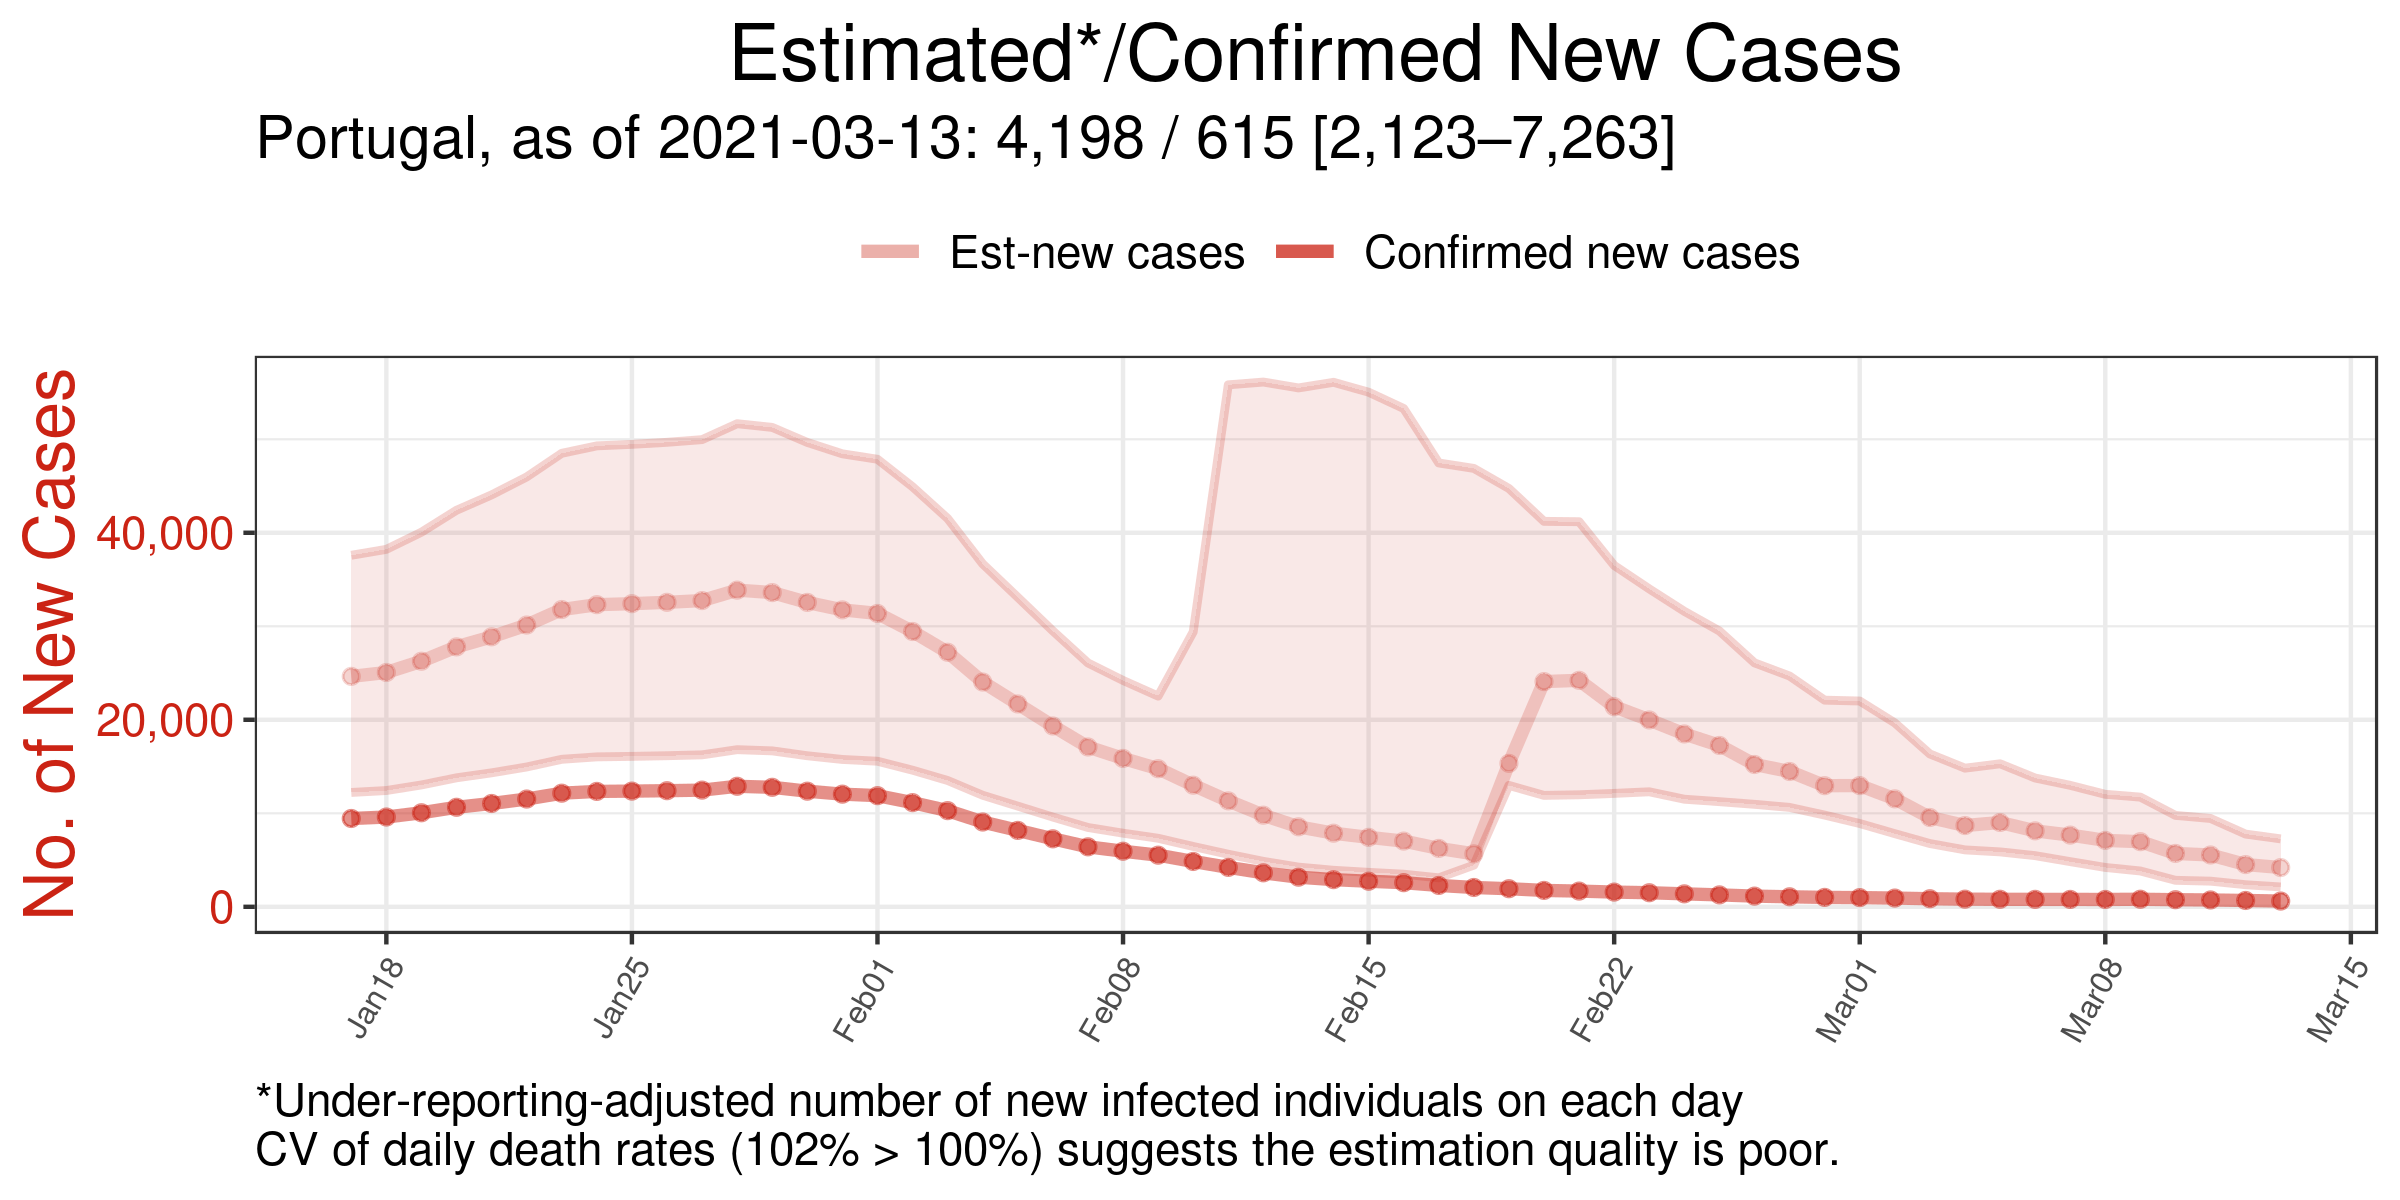 Estimated*/Confirmed New Cases
Portugal, as of 2021-03-13: 4,198 / 615 [2,123–7,263]
Est-new cases
Confirmed new cases
No. of New Cases
40,000
20,000
0
Jan18
Jan25
Feb01
Feb08
Feb15
Feb22
Mar01
Mar08
Mar15
*Under-reporting-adjusted number of new infected individuals on each day
CV of daily death rates (102% > 100%) suggests the estimation quality is poor.